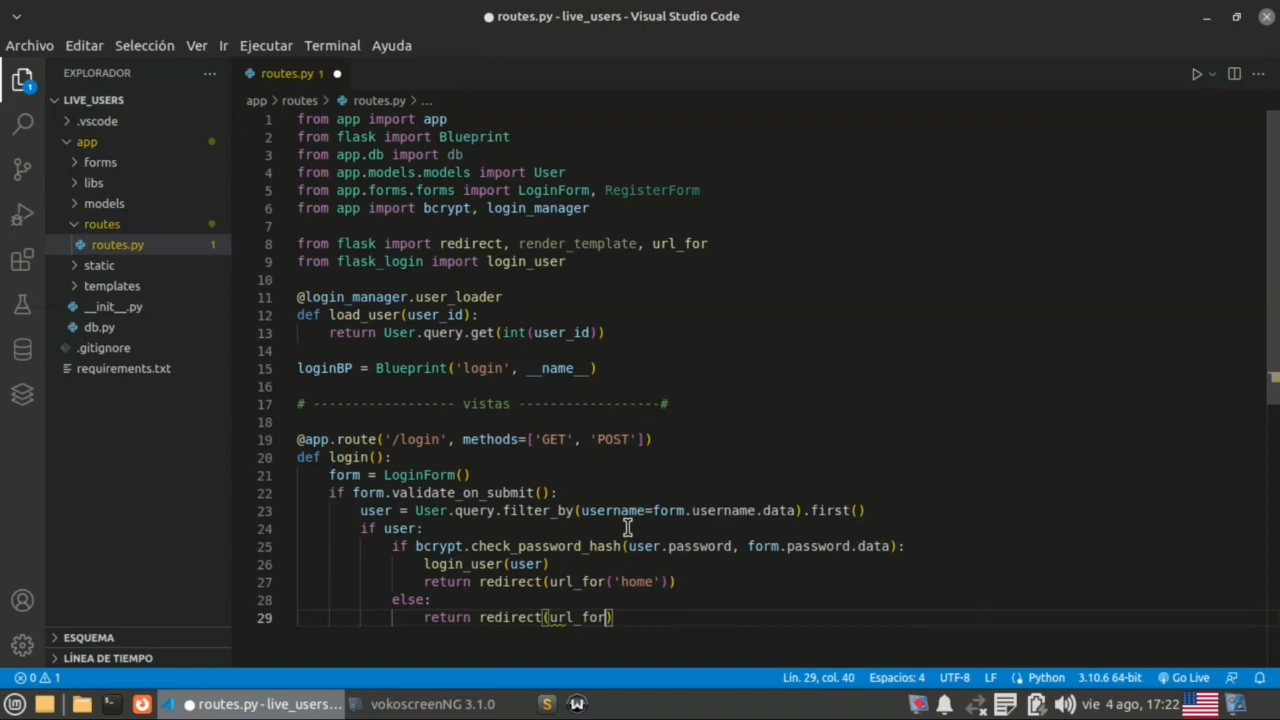 routes.py - live_users - Visual Studio Code
Archivo Editar Selección Ver Ir Ejecutar Terminal Ayuda
EXPLORADOR
routes.py 1
LIVE_USERS
app > routes > routes.py > ...
.vscode
app
forms
libs
models
routes
routes.py 1
static
templates
__init__.py
db.py
.gitignore
requirements.txt
ESQUEMA
LÍNEA DE TIEMPO
1
1 from app import app
2 from flask import Blueprint
3 from app.db import db
4 from app.models.models import User
5 from app.forms.forms import LoginForm, RegisterForm
6 from app import bcrypt, login_manager
7
8 from flask import redirect, render_template, url_for
9 from flask_login import login_user
10
11 @login_manager.user_loader
12 def load_user(user_id):
13     return User.query.get(int(user_id))
14
15 loginBP = Blueprint('login', __name__)
16
17 # ------------------ vistas ------------------#
18
19 @app.route('/login', methods=['GET', 'POST'])
20 def login():
21     form = LoginForm()
22     if form.validate_on_submit():
23         user = User.query.filter_by(username=form.username.data).first()
24         if user:
25             if bcrypt.check_password_hash(user.password, form.password.data):
26                 login_user(user)
27                 return redirect(url_for('home'))
28             else:
29                 return redirect(url_for)
0 1 Lín. 29, col. 40 Espacios: 4 UTF-8 LF Python 3.10.6 64-bit Go Live
routes.py - live_users... vokoscreenNG 3.1.0 S W vie 4 ago, 17:22